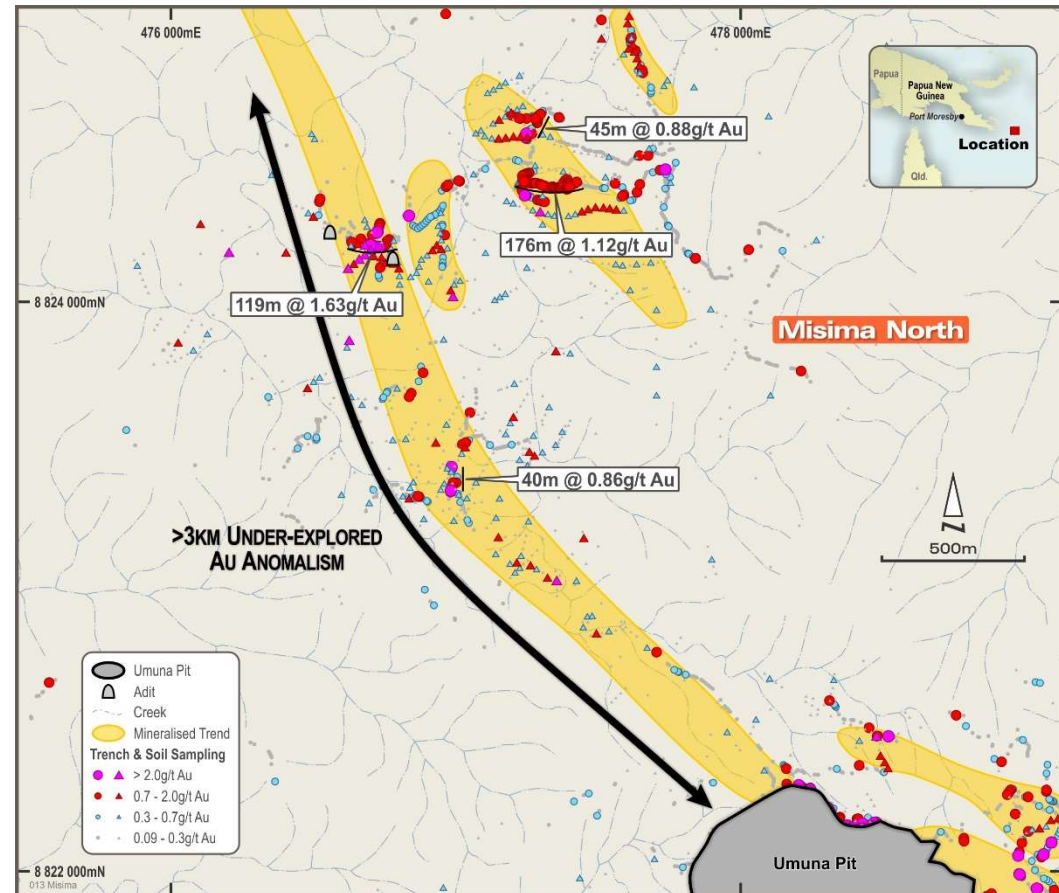 476 000mE
478 000mE
Papua
Papua New
Guinea
Port Moresby
Location
Qld.
45m @ 0.88g/t Au
176m @ 1.12g/t Au
119m @ 1.63g/t Au
8 824 000mN
Misima North
40m @ 0.86g/t Au
>3KM UNDER-EXPLORED
AU ANOMALISM
N
500m
Umuna Pit
Adit
Creek
Mineralised Trend
Trench & Soil Sampling
> 2.0g/t Au
0.7 - 2.0g/t Au
0.3 - 0.7g/t Au
0.09 - 0.3g/t Au
Umuna Pit
8 822 000mN
013 Misima